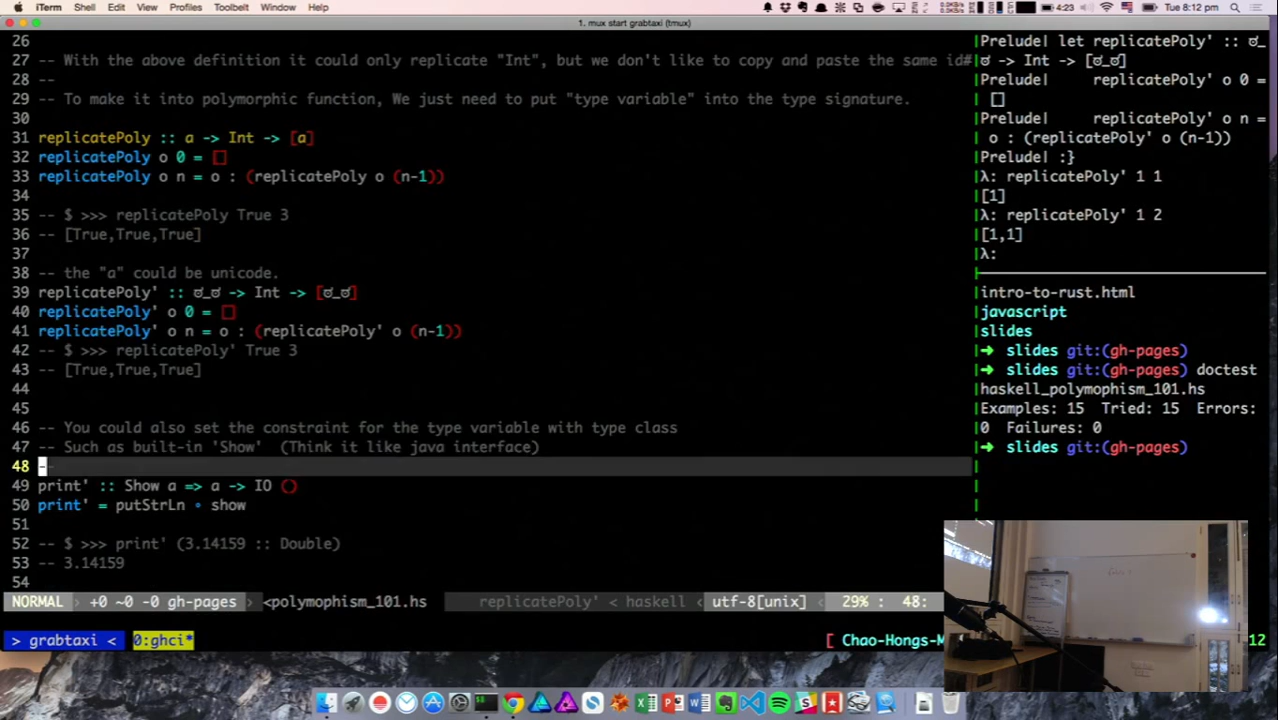 iTerm Shell Edit View Profiles Toolbelt Window Help
4:23 Tue 8:12 pm
1. mux start grabtaxi (tmux)
26
27 -- With the above definition it could only replicate "Int", but we don't like to copy and paste the same id#
28 --
29 -- To make it into polymorphic function, We just need to put "type variable" into the type signature.
30
31 replicatePoly :: a -> Int -> [a]
32 replicatePoly o 0 = []
33 replicatePoly o n = o : (replicatePoly o (n-1))
34
35 -- $ >>> replicatePoly True 3
36 -- [True,True,True]
37
38 -- the "a" could be unicode.
39 replicatePoly' :: ಠ_ಠ -> Int -> [ಠ_ಠ]
40 replicatePoly' o 0 = []
41 replicatePoly' o n = o : (replicatePoly' o (n-1))
42 -- $ >>> replicatePoly' True 3
43 -- [True,True,True]
44
45
46 -- You could also set the constraint for the type variable with type class
47 -- Such as built-in 'Show'  (Think it like java interface)
48 --
49 print' :: Show a => a -> IO ()
50 print' = putStrLn ∘ show
51
52 -- $ >>> print' (3.14159 :: Double)
53 -- 3.14159
54
NORMAL › +0 ~0 -0 gh-pages › <polymophism_101.hs replicatePoly' < haskell < utf-8[unix] < 29% : 48:
Prelude| let replicatePoly' :: ಠ_
ಠ -> Int -> [ಠ_ಠ]
Prelude|     replicatePoly' o 0 =
 []
Prelude|     replicatePoly' o n =
 o : (replicatePoly' o (n-1))
Prelude| :}
λ: replicatePoly' 1 1
[1]
λ: replicatePoly' 1 2
[1,1]
λ:
intro-to-rust.html
javascript
slides
➜ slides git:(gh-pages)
➜ slides git:(gh-pages) doctest
haskell_polymophism_101.hs
Examples: 15  Tried: 15  Errors:
0  Failures: 0
➜ slides git:(gh-pages)
> grabtaxi < 0:ghci* [ Chao-Hongs-M 12